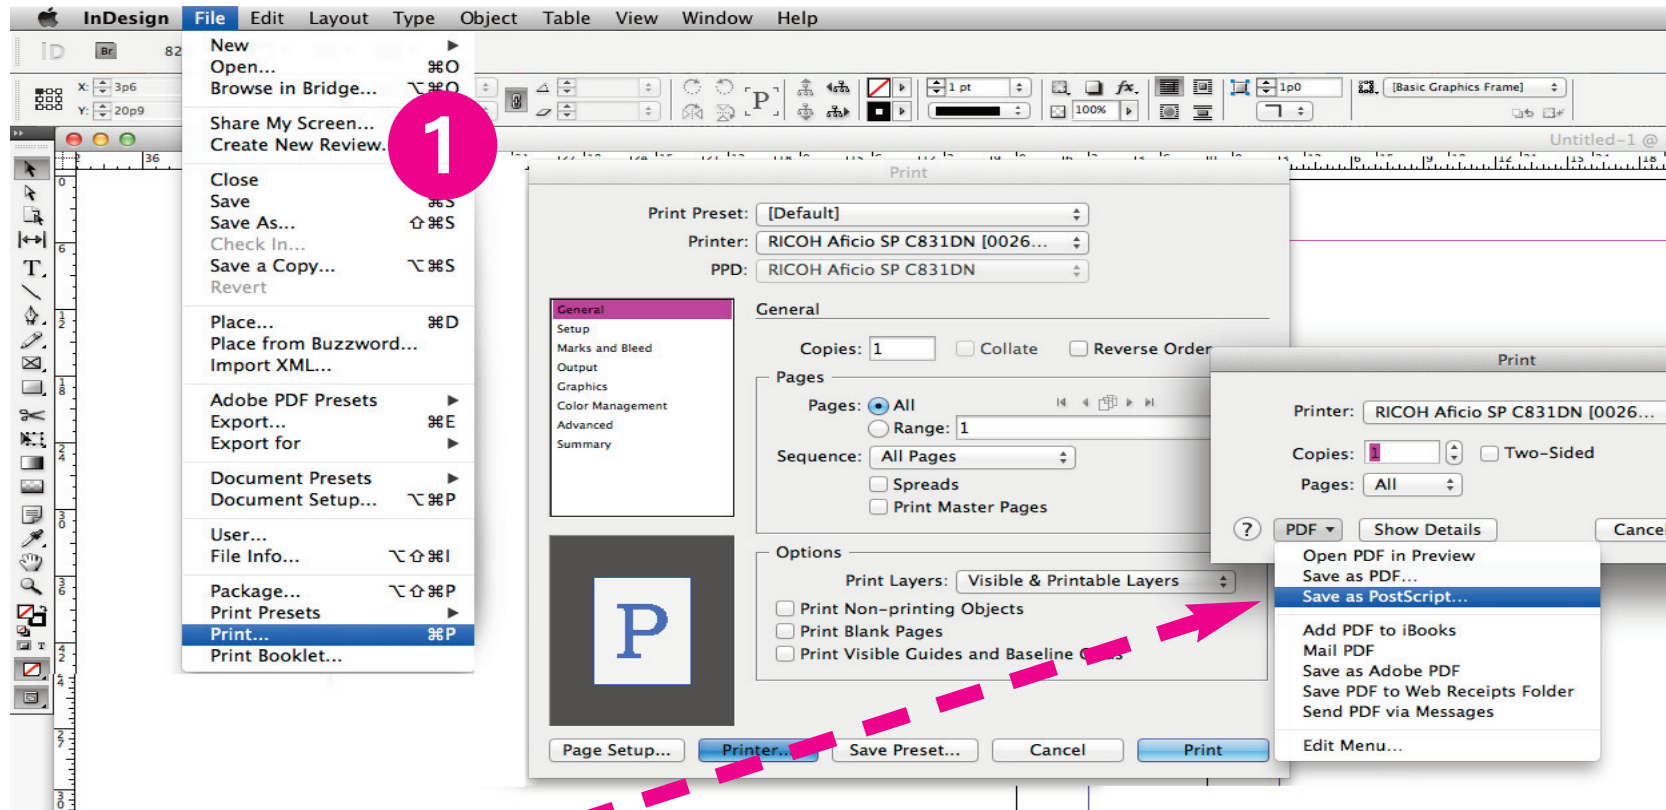 InDesign File Edit Layout Type Object Table View Window Help
Br 82
X: 3p6
Y: 20p9
1 pt
100%
1p0
[Basic Graphics Frame]
Untitled-1 @
New
Open... ⌘O
Browse in Bridge... ⌥⌘O
Share My Screen...
Create New Review...
Close
Save ⌘S
Save As... ⇧⌘S
Check In...
Save a Copy... ⌥⌘S
Revert
Place... ⌘D
Place from Buzzword...
Import XML...
Adobe PDF Presets
Export... ⌘E
Export for
Document Presets
Document Setup... ⌥⌘P
User...
File Info... ⌥⇧⌘I
Package... ⌥⇧⌘P
Print Presets
Print... ⌘P
Print Booklet...
1
Print
Print Preset: [Default]
Printer: RICOH Aficio SP C831DN [0026...
PPD: RICOH Aficio SP C831DN
General
Setup
Marks and Bleed
Output
Graphics
Color Management
Advanced
Summary
General
Copies: 1 Collate Reverse Order
Pages
Pages: All
Range: 1
Sequence: All Pages
Spreads
Print Master Pages
Options
Print Layers: Visible & Printable Layers
Print Non-printing Objects
Print Blank Pages
Print Visible Guides and Baseline
P
Page Setup... Printer... Save Preset... Cancel Print
Print
Printer: RICOH Aficio SP C831DN [0026...
Copies: 1 Two-Sided
Pages: All
? PDF Show Details Cancel
Open PDF in Preview
Save as PDF...
Save as PostScript...
Add PDF to iBooks
Mail PDF
Save as Adobe PDF
Save PDF to Web Receipts Folder
Send PDF via Messages
Edit Menu...